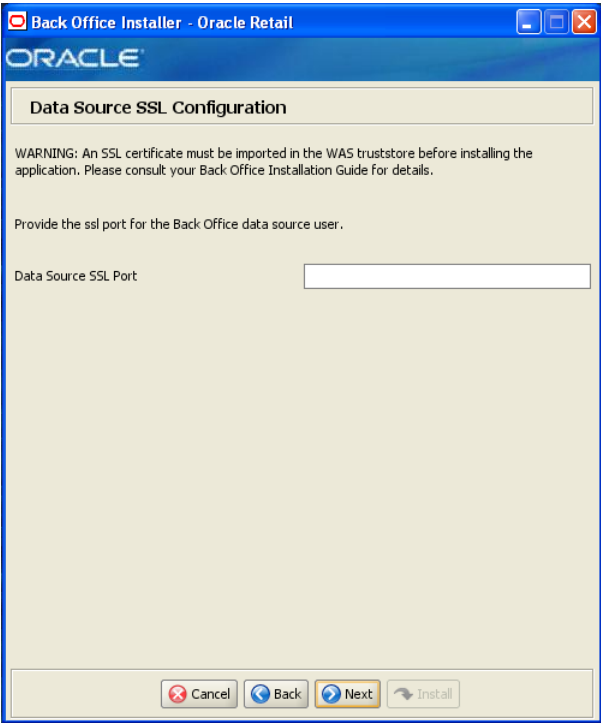 Back Office Installer - Oracle Retail
ORACLE
Data Source SSL Configuration
WARNING: An SSL certificate must be imported in the WAS truststore before installing the
application. Please consult your Back Office Installation Guide for details.
Provide the ssl port for the Back Office data source user.
Data Source SSL Port
Cancel Back Next Install